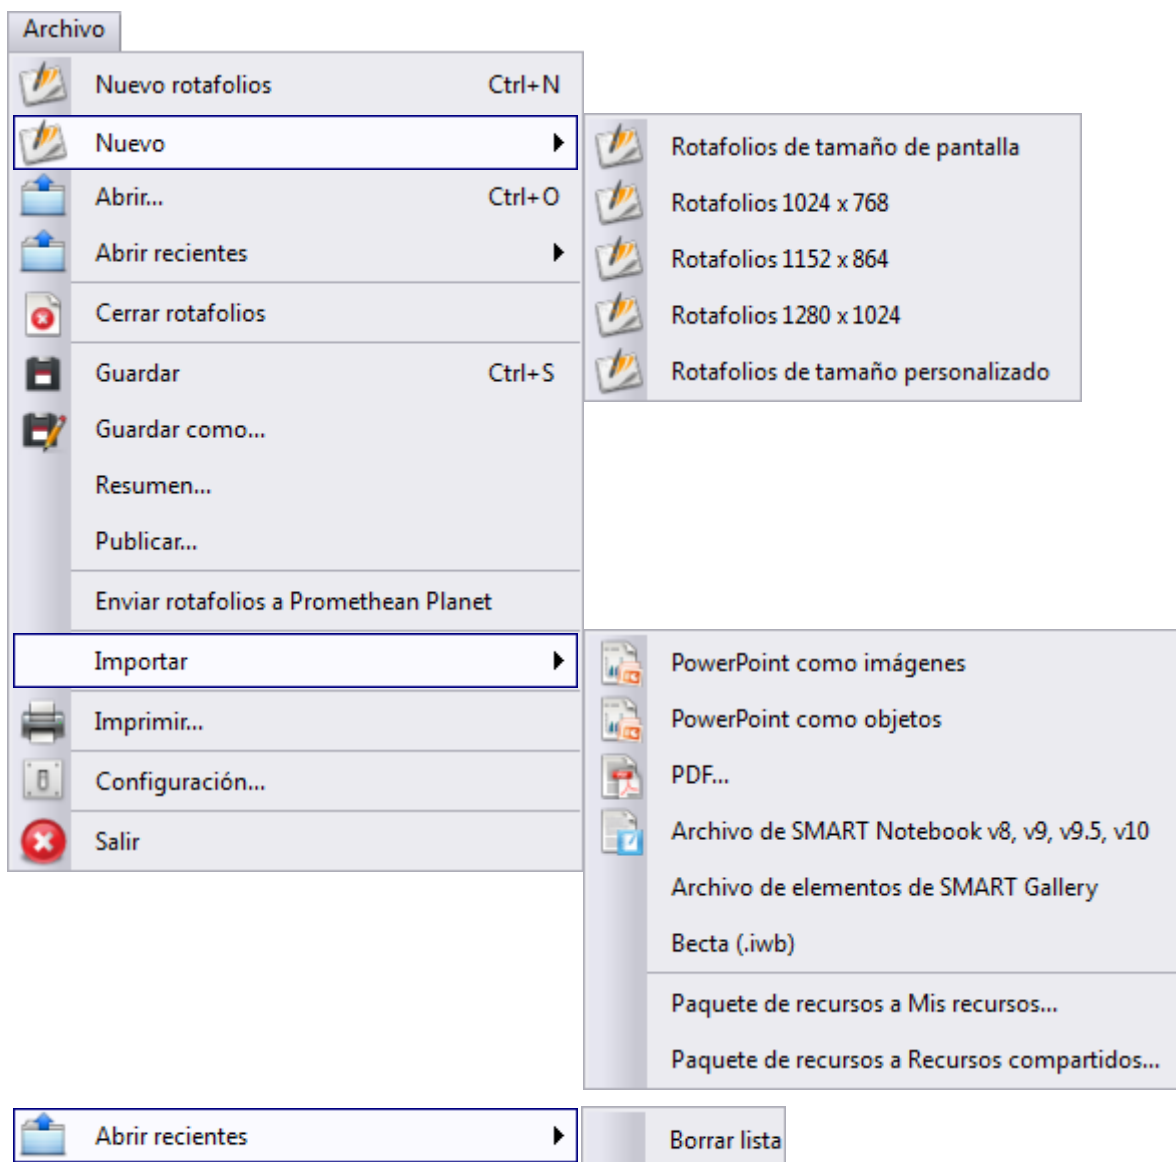 Archivo
Nuevo rotafolios Ctrl+N
Nuevo
Rotafolios de tamaño de pantalla
Abrir... Ctrl+O
Rotafolios 1024 x 768
Abrir recientes
Rotafolios 1152 x 864
Cerrar rotafolios
Rotafolios 1280 x 1024
Guardar Ctrl+S
Rotafolios de tamaño personalizado
Guardar como...
Resumen...
Publicar...
Enviar rotafolios a Promethean Planet
Importar
PowerPoint como imágenes
Imprimir...
PowerPoint como objetos
Configuración...
PDF...
Salir
Archivo de SMART Notebook v8, v9, v9.5, v10
Archivo de elementos de SMART Gallery
Becta (.iwb)
Paquete de recursos a Mis recursos...
Paquete de recursos a Recursos compartidos...
Abrir recientes
Borrar lista